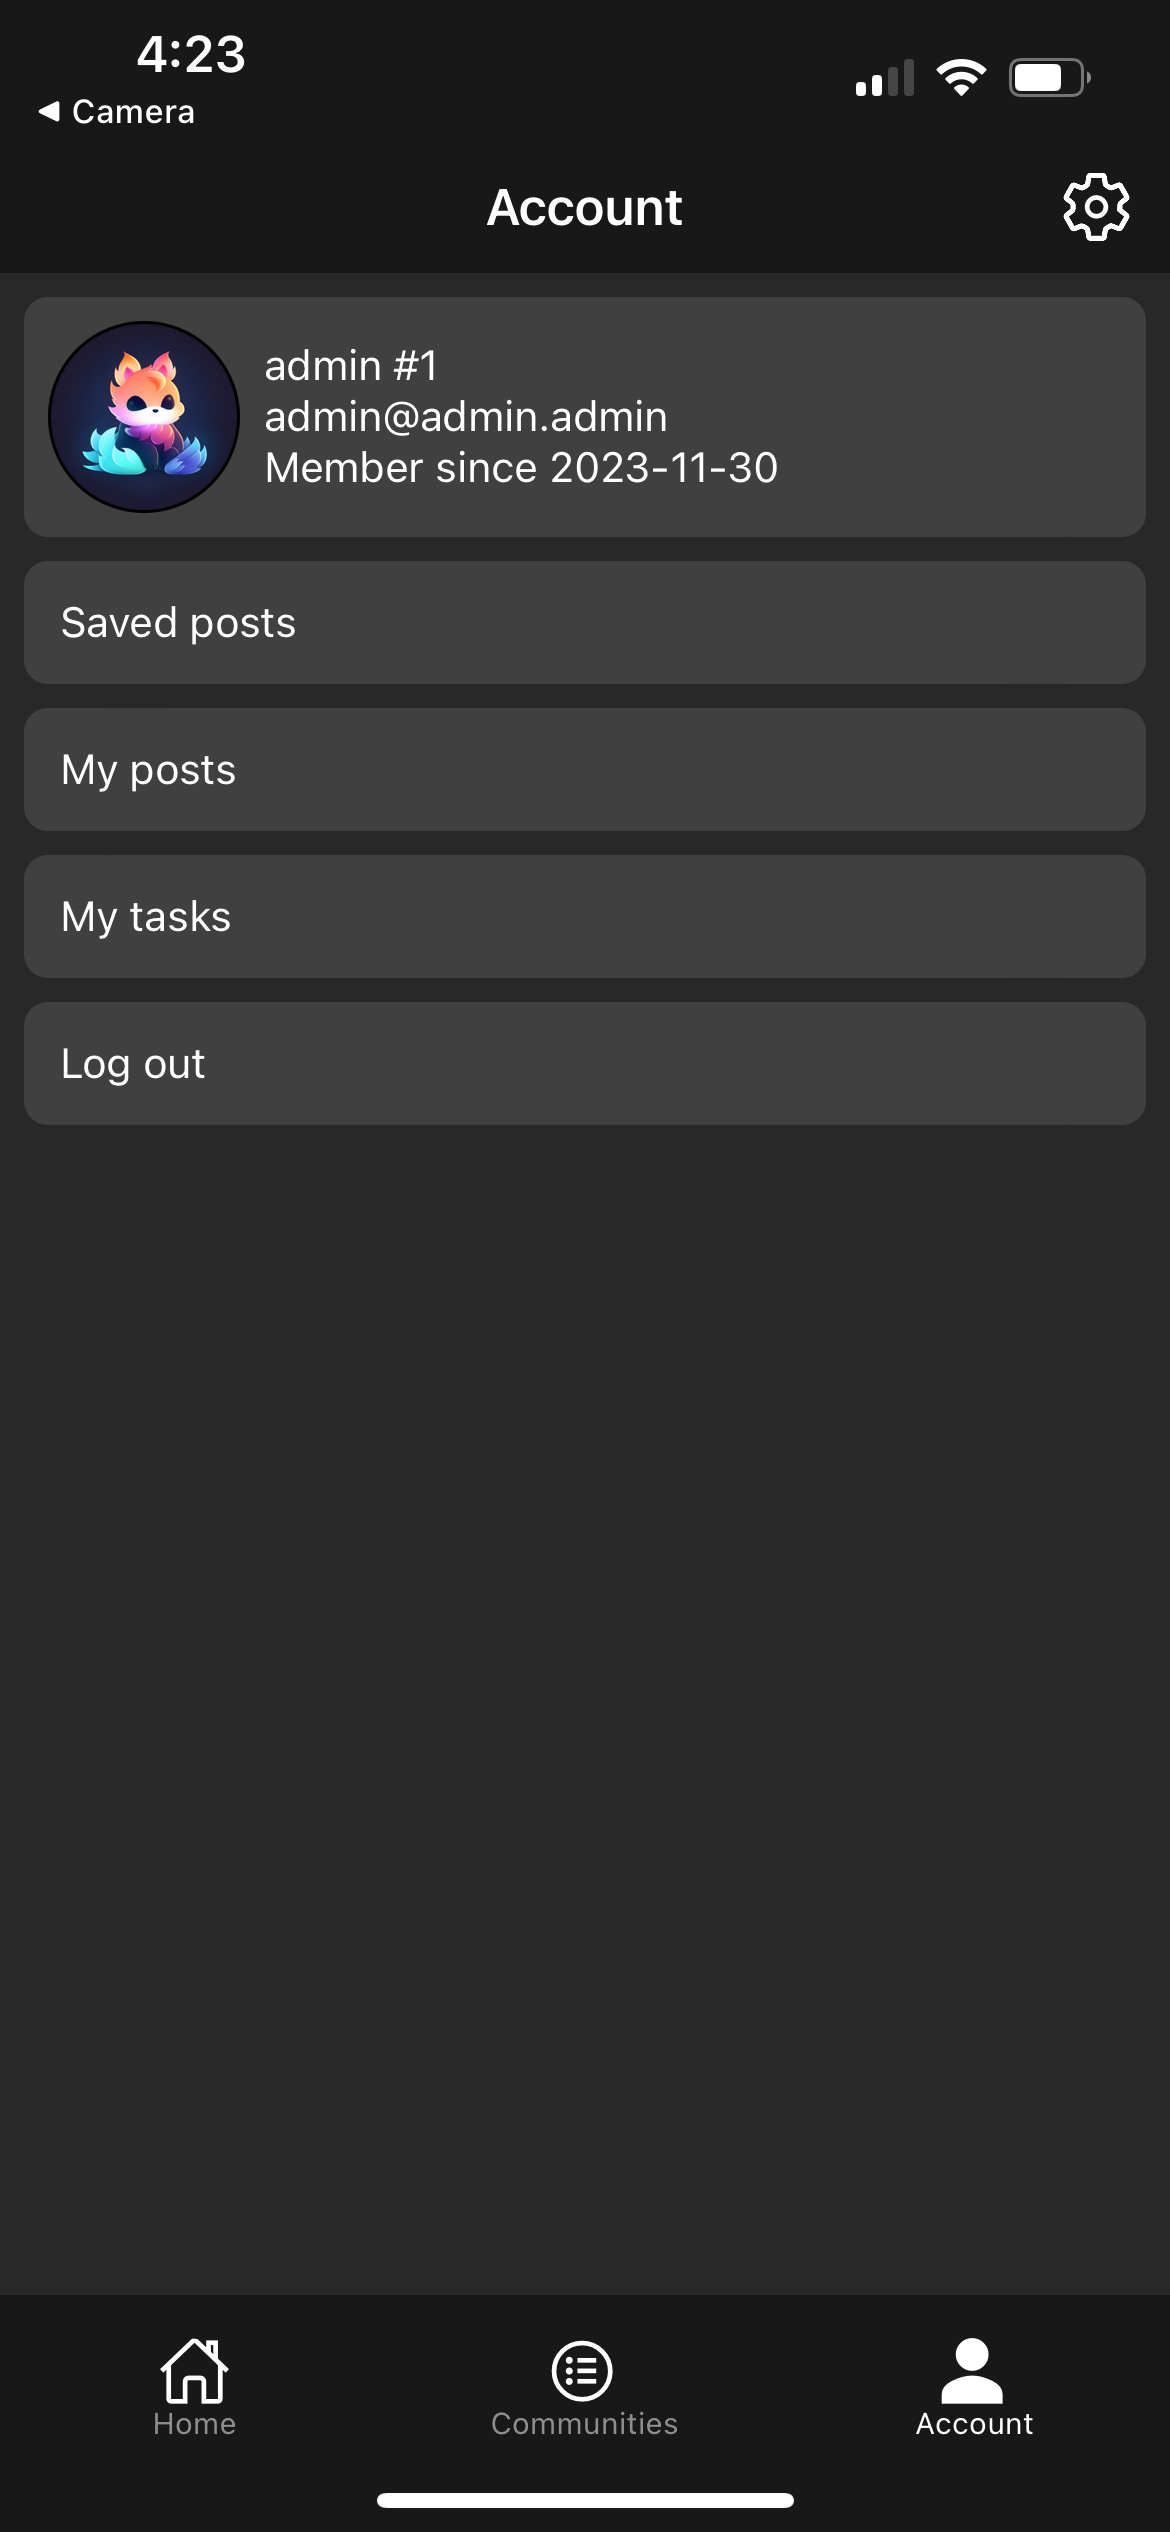 4:23
Camera
Account
admin #1
admin@admin.admin
Member since 2023-11-30
Saved posts
My posts
My tasks
Log out
Home
Communities
Account